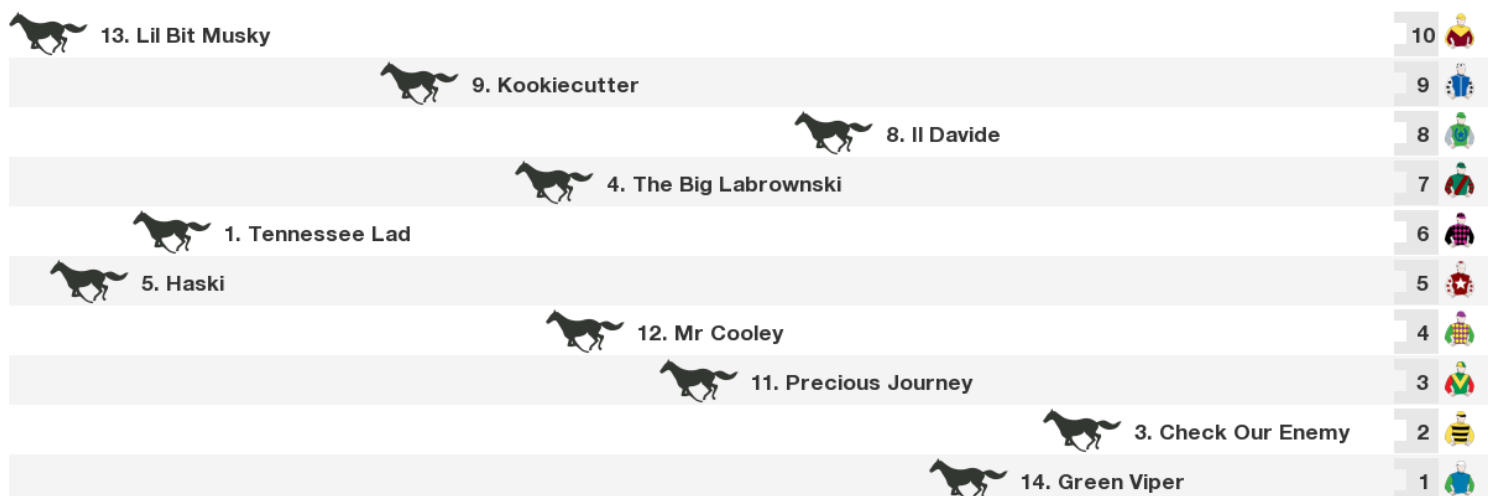 13. Lil Bit Musky 10
9. Kookiecutter 9
8. Il Davide 8
4. The Big Labrownski 7
1. Tennessee Lad 6
5. Haski 5
12. Mr Cooley 4
11. Precious Journey 3
3. Check Our Enemy 2
14. Green Viper 1